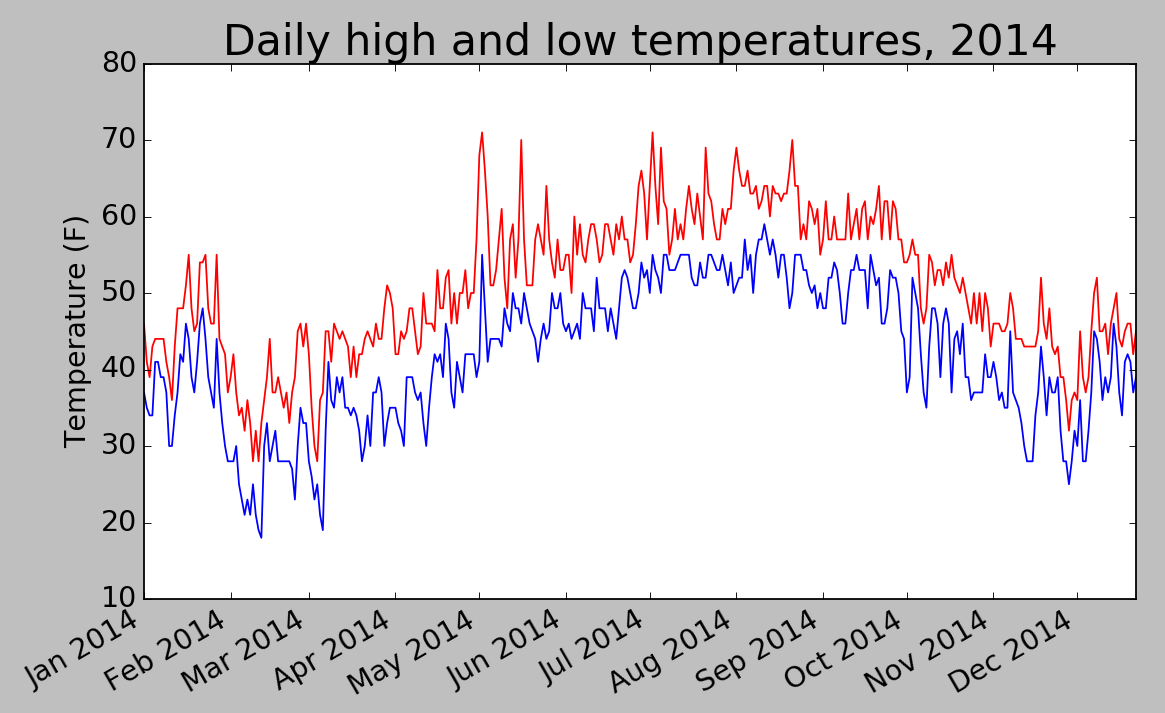 Daily high and low temperatures, 2014
Temperature (F)
80
70
60
50
40
30
20
10
Jan 2014
Feb 2014
Mar 2014
Apr 2014
May 2014
Jun 2014
Jul 2014
Aug 2014
Sep 2014
Oct 2014
Nov 2014
Dec 2014